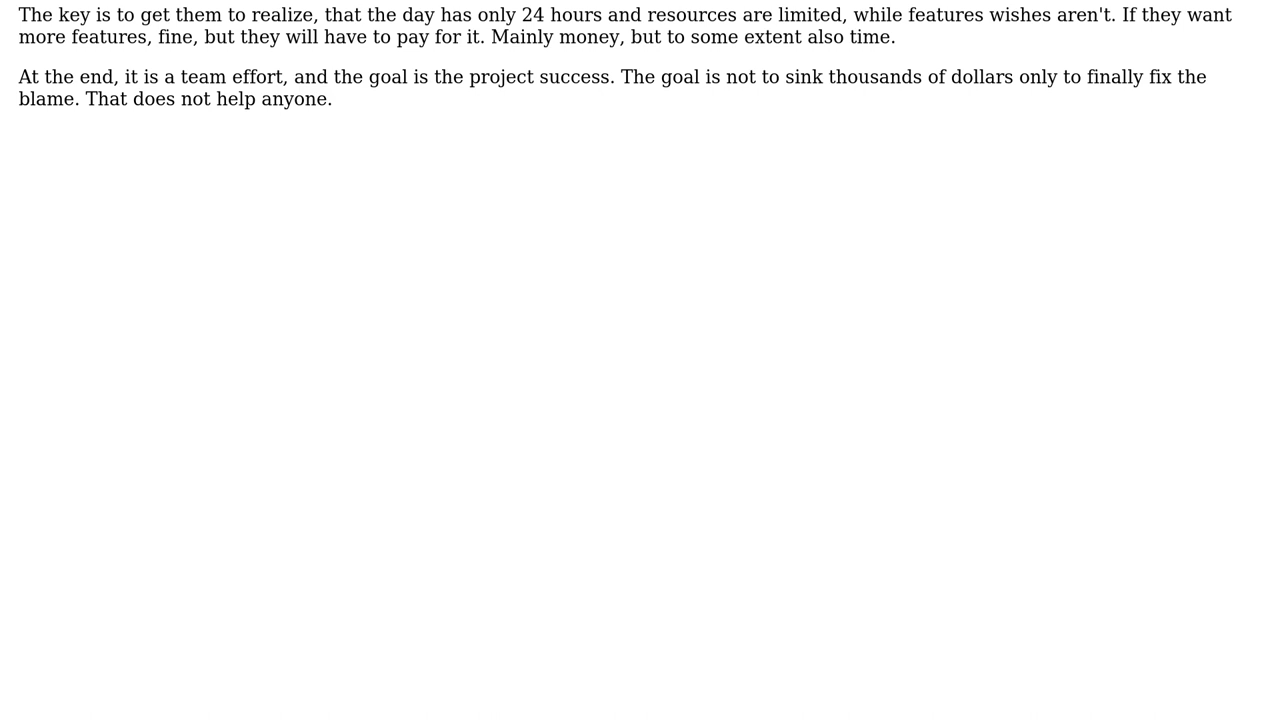 The key is to get them to realize, that the day has only 24 hours and resources are limited, while features wishes aren't. If they want
more features, fine, but they will have to pay for it. Mainly money, but to some extent also time.
At the end, it is a team effort, and the goal is the project success. The goal is not to sink thousands of dollars only to finally fix the
blame. That does not help anyone.